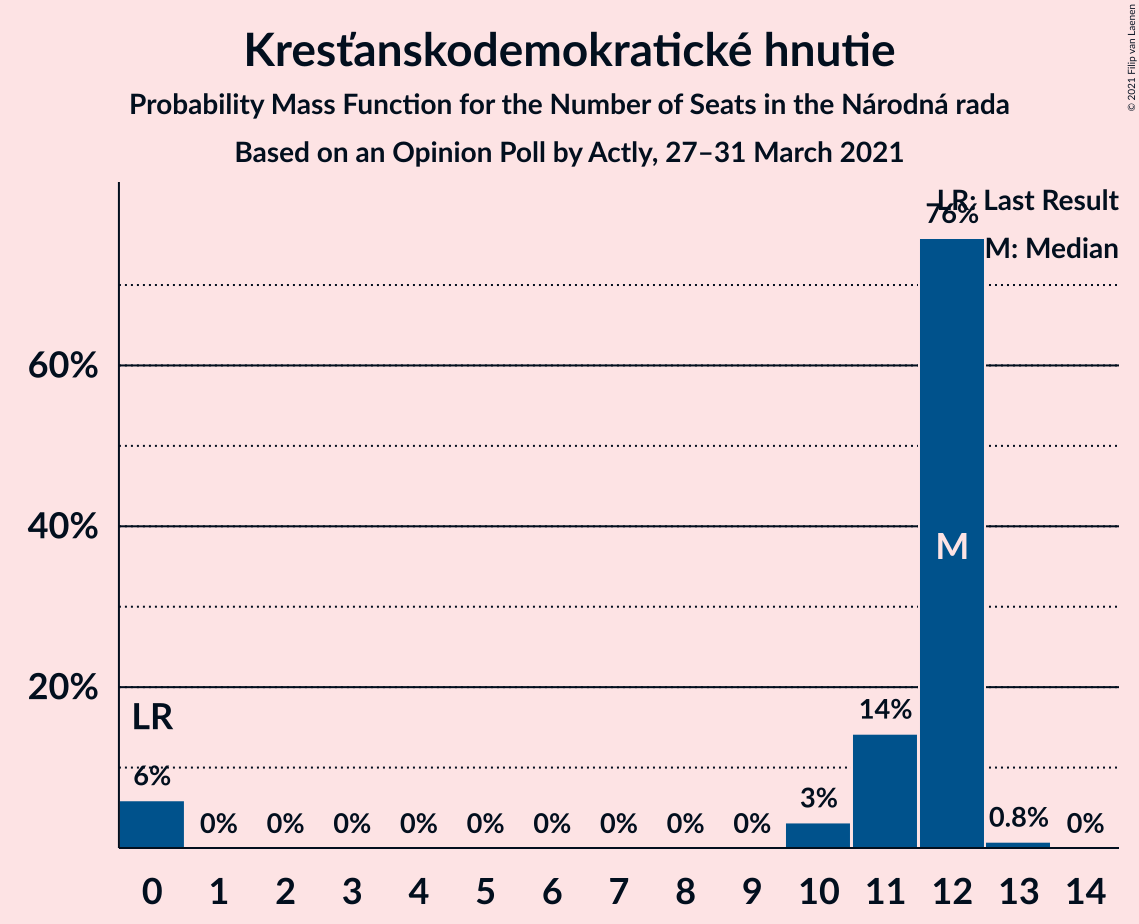 Kresťanskodemokratické hnutie
Probability Mass Function for the Number of Seats in the Národná rada
Based on an Opinion Poll by Actly, 27–31 March 2021
© 2021 Filip van Laenen
LR: Last Result
M: Median
76%
60%
40%
20%
M
LR
14%
6%
3%
0% 0% 0% 0% 0% 0% 0% 0% 0% 0.8% 0%
0 1 2 3 4 5 6 7 8 9 10 11 12 13 14